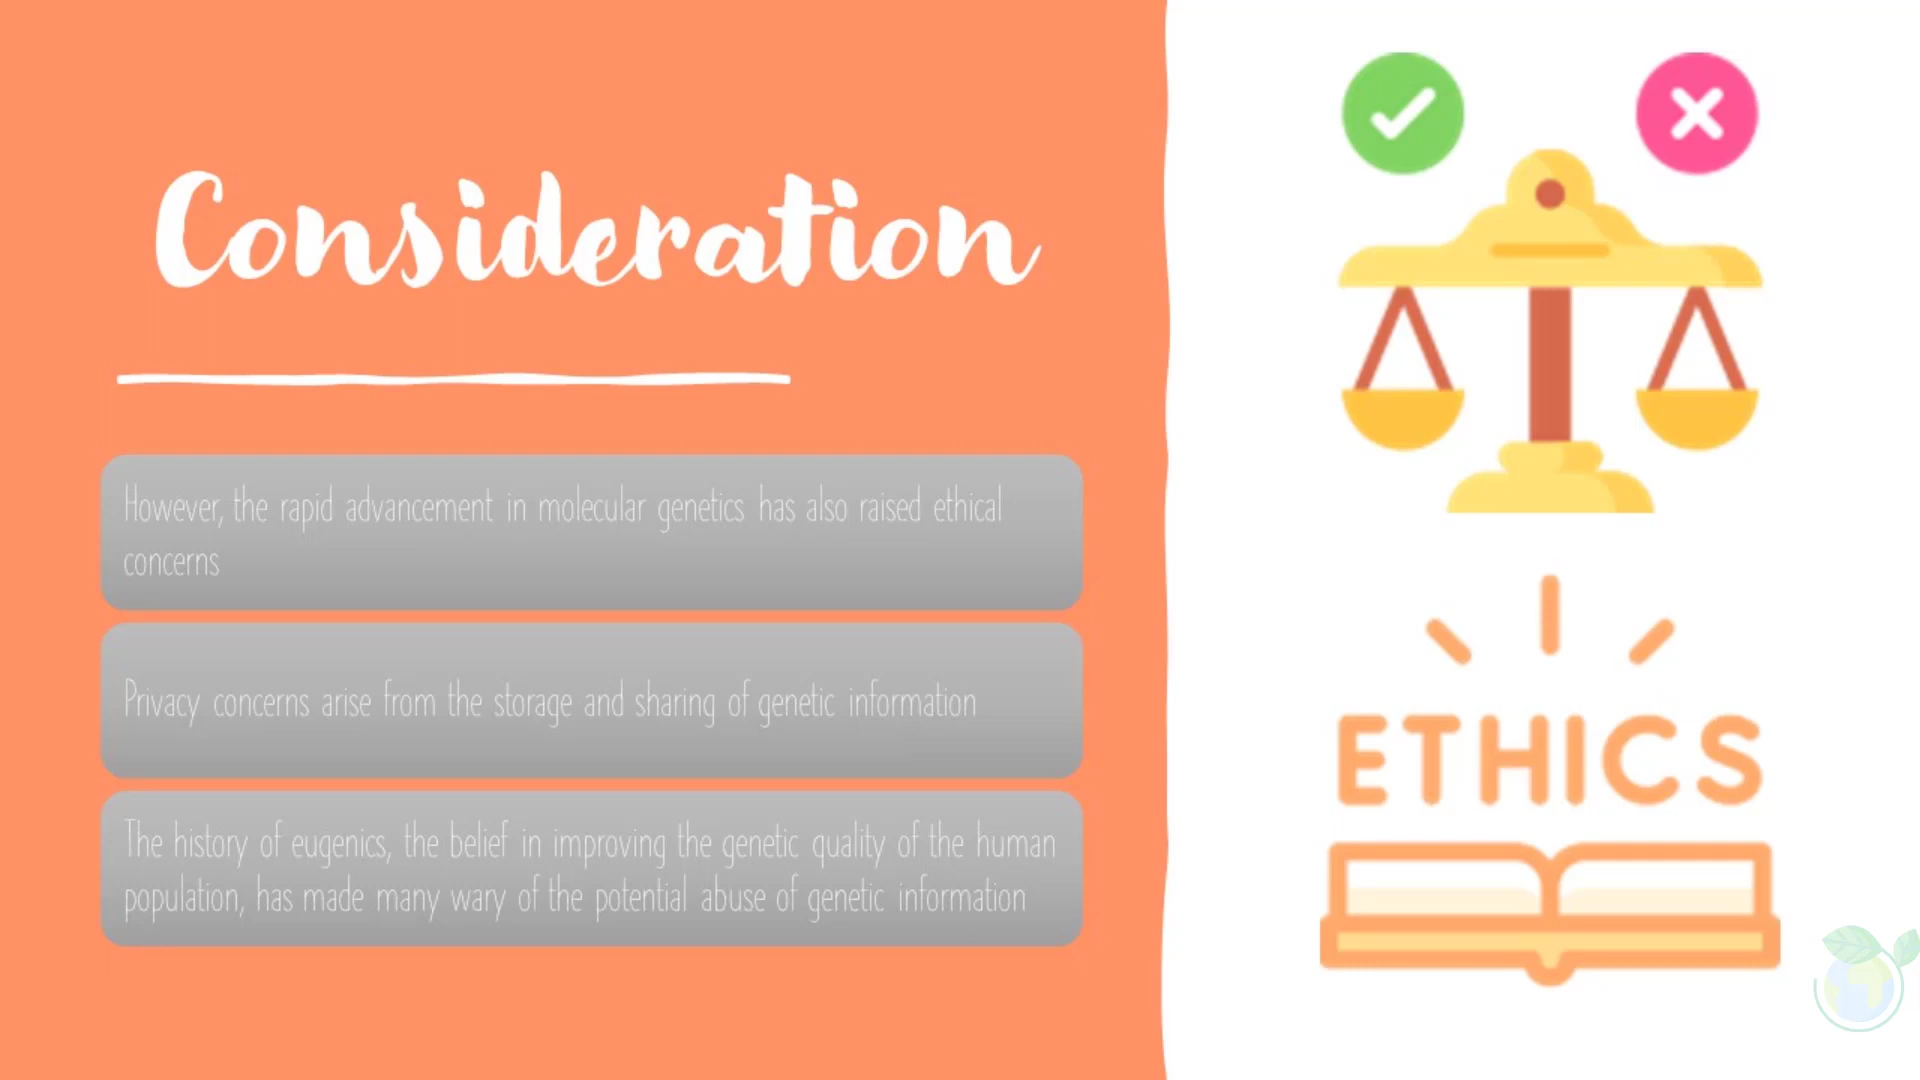 Consideration
However, the rapid advancement in molecular genetics has also raised ethical
concerns
Privacy concerns arise from the storage and sharing of genetic information
The history of eugenics, the belief in improving the genetic quality of the human
population, has made many wary of the potential abuse of genetic information
ETHICS